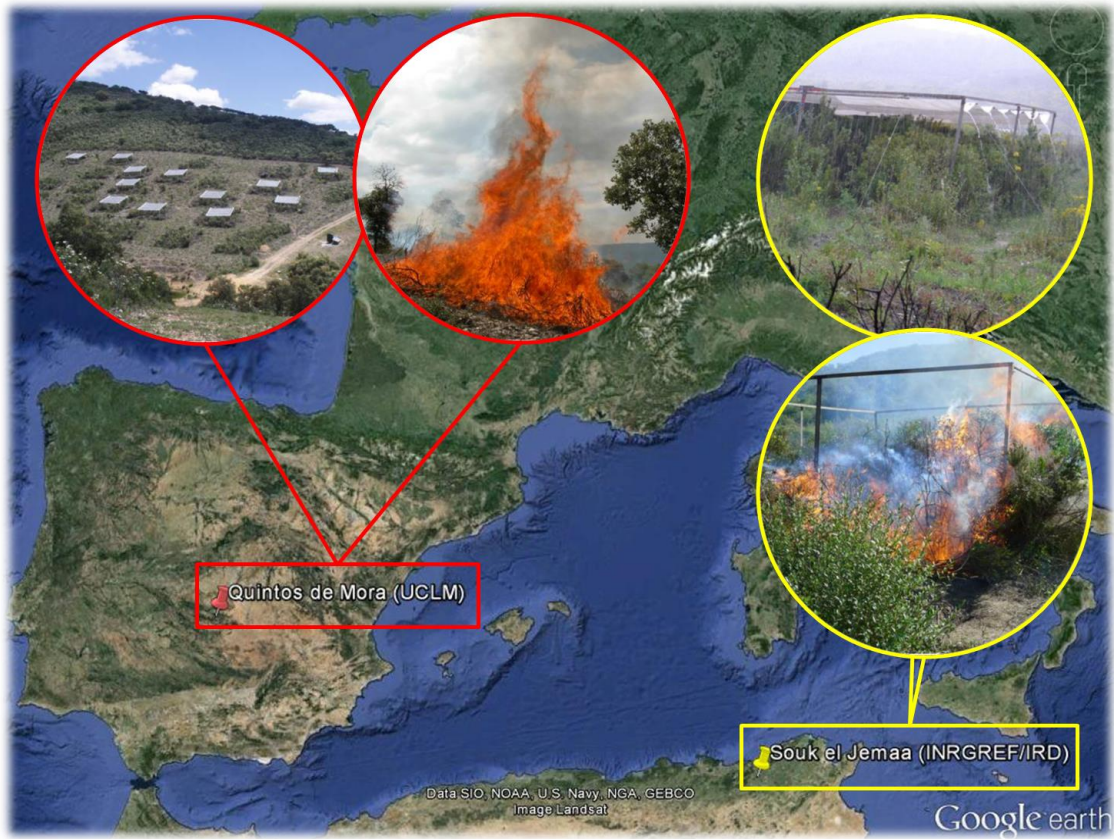 Quintos de Mora (UCLM)
Souk el Jemaa (INRGREF/IRD)
Data SIO, NOAA, U.S. Navy, NGA, GEBCO
Image Landsat
Google earth